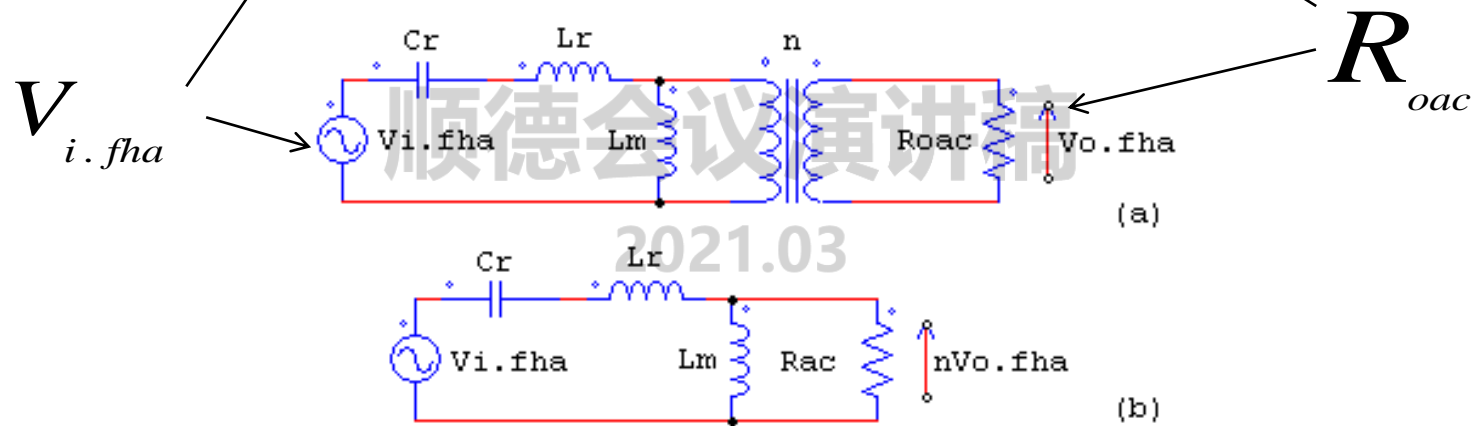 Cr Lr n
V i.fha
R oac
Vi.fha Lm Roac Vo.fha
顺德会议演讲稿
(a)
2021.03
Cr Lr
Vi.fha Lm Rac nVo.fha
(b)